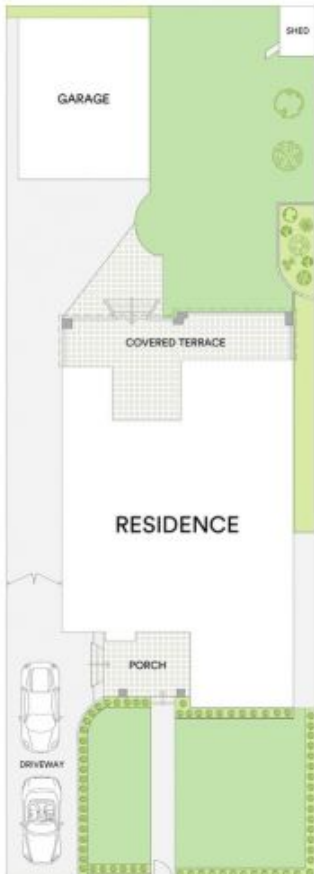 SHED
GARAGE
COVERED TERRACE
RESIDENCE
PORCH
DRIVEWAY